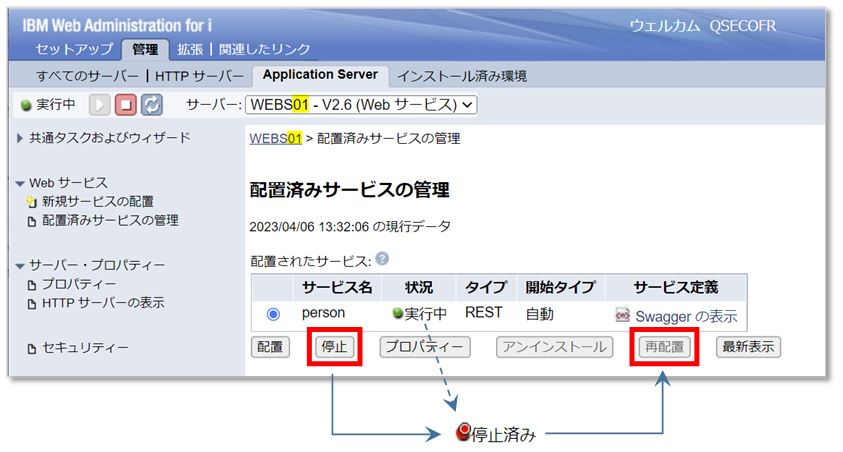 IBM Web Administration for i
ウェルカム QSECOFR
セットアップ 管理 拡張 | 関連したリンク
すべてのサーバー | HTTP サーバー Application Server インストール済み環境
実行中 サーバー: WEBS01 - V2.6 (Web サービス)
共通タスクおよびウィザード
Web サービス
新規サービスの配置
配置済みサービスの管理
サーバー・プロパティー
プロパティー
HTTP サーバーの表示
セキュリティー
WEBS01 > 配置済みサービスの管理
配置済みサービスの管理
2023/04/06 13:32:06 の現行データ
配置されたサービス: ?
サービス名 状況 タイプ 開始タイプ サービス定義
person 実行中 REST 自動 Swagger の表示
配置 停止 プロパティー アンインストール 再配置 最新表示
停止済み